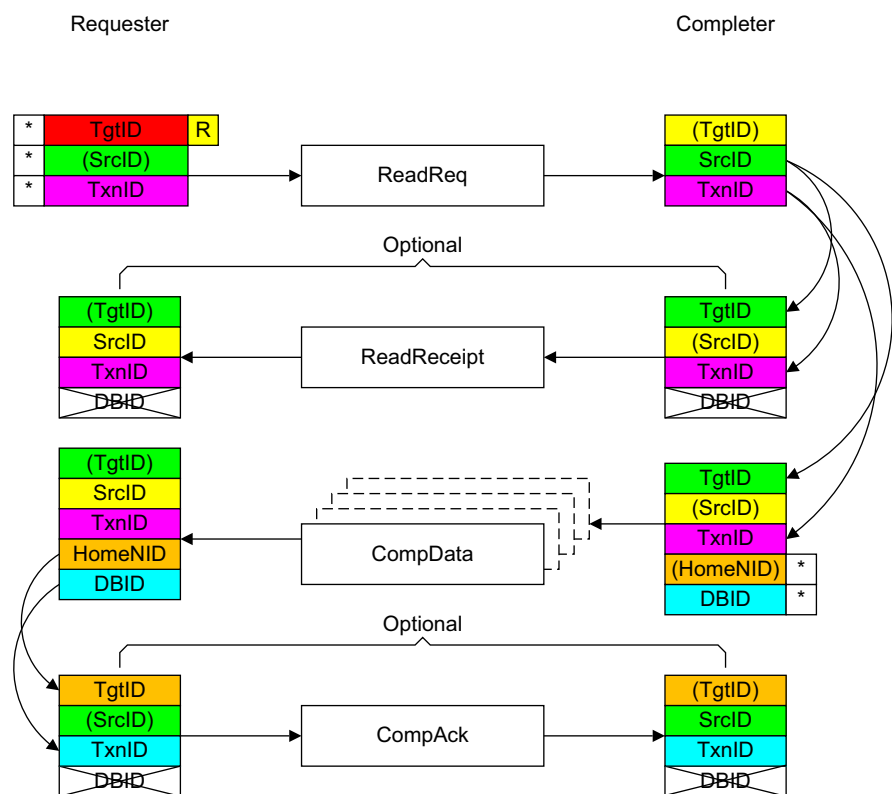 Requester Completer
* TgtID R (TgtID)
* (SrcID) SrcID
* TxnID ReadReq TxnID
Optional
(TgtID) TgtID
SrcID ReadReceipt (SrcID)
TxnID TxnID
DBID DBID
(TgtID) TgtID
SrcID (SrcID)
TxnID CompData TxnID
HomeNID (HomeNID) *
DBID DBID *
Optional
TgtID (TgtID)
(SrcID) CompAck SrcID
TxnID TxnID
DBID DBID